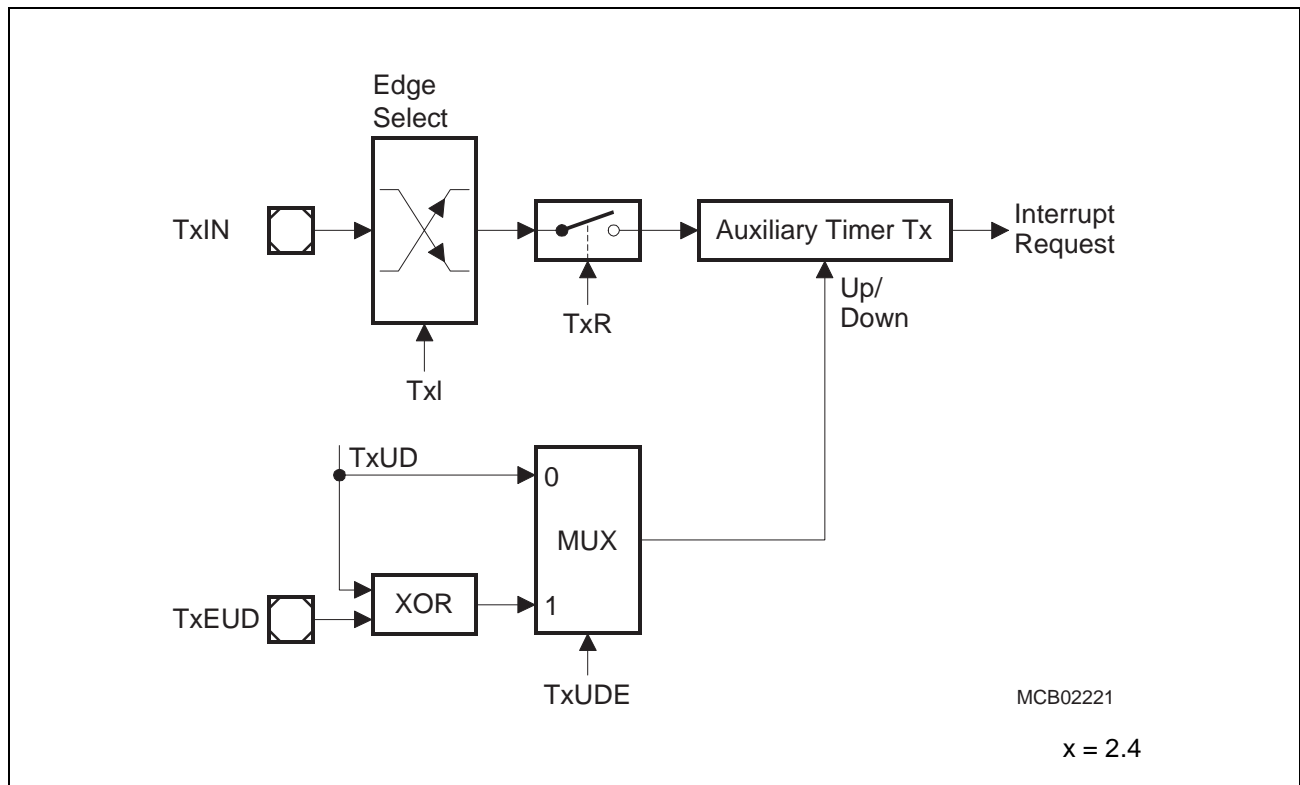 Edge
Select
TxIN
Auxiliary Timer Tx
Interrupt
Request
Up/
Down
TxR
TxI
TxUD
0
MUX
XOR
1
TxEUD
TxUDE
MCB02221
x = 2.4